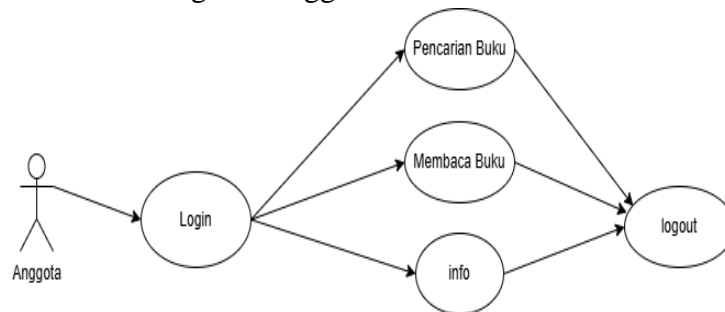 Pencarian Buku
Membaca Buku
Login
logout
info
Anggota